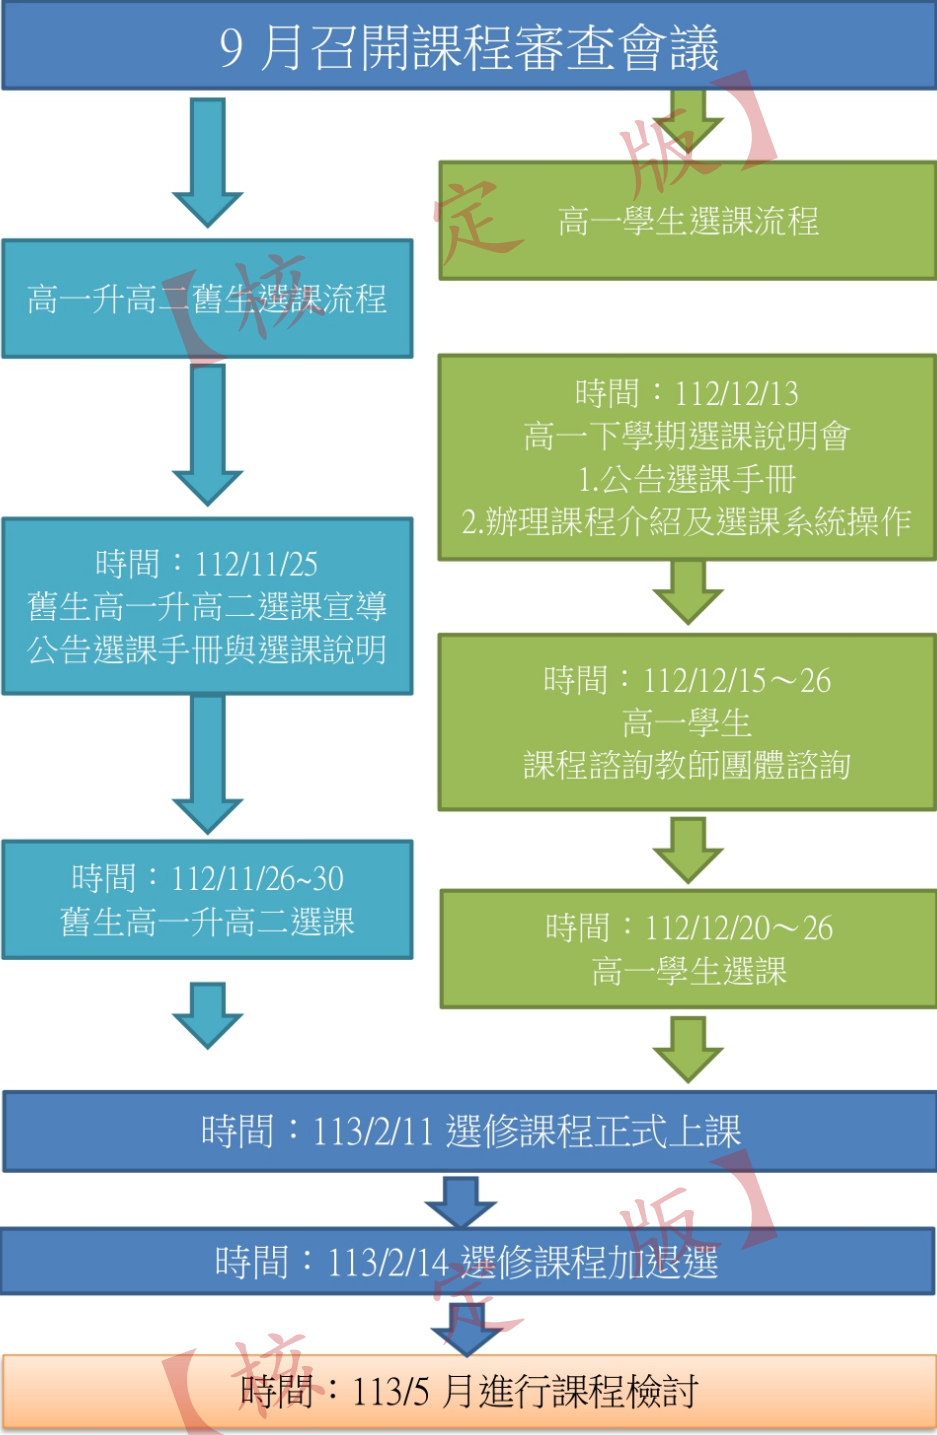 9 月召開課程審查會議
高一升高二舊生選課流程
時間：112/11/25
舊生高一升高二選課宣導
公告選課手冊與選課說明
時間：112/11/26~30
舊生高一升高二選課
高一學生選課流程
時間：112/12/13
高一下學期選課說明會
1.公告選課手冊
2.辦理課程介紹及選課系統操作
時間：112/12/15～26
高一學生
課程諮詢教師團體諮詢
時間：112/12/20～26
高一學生選課
時間：113/2/11 選修課程正式上課
時間：113/2/14 選修課程加退選
時間：113/5 月進行課程檢討
【核定版】
【核定版】